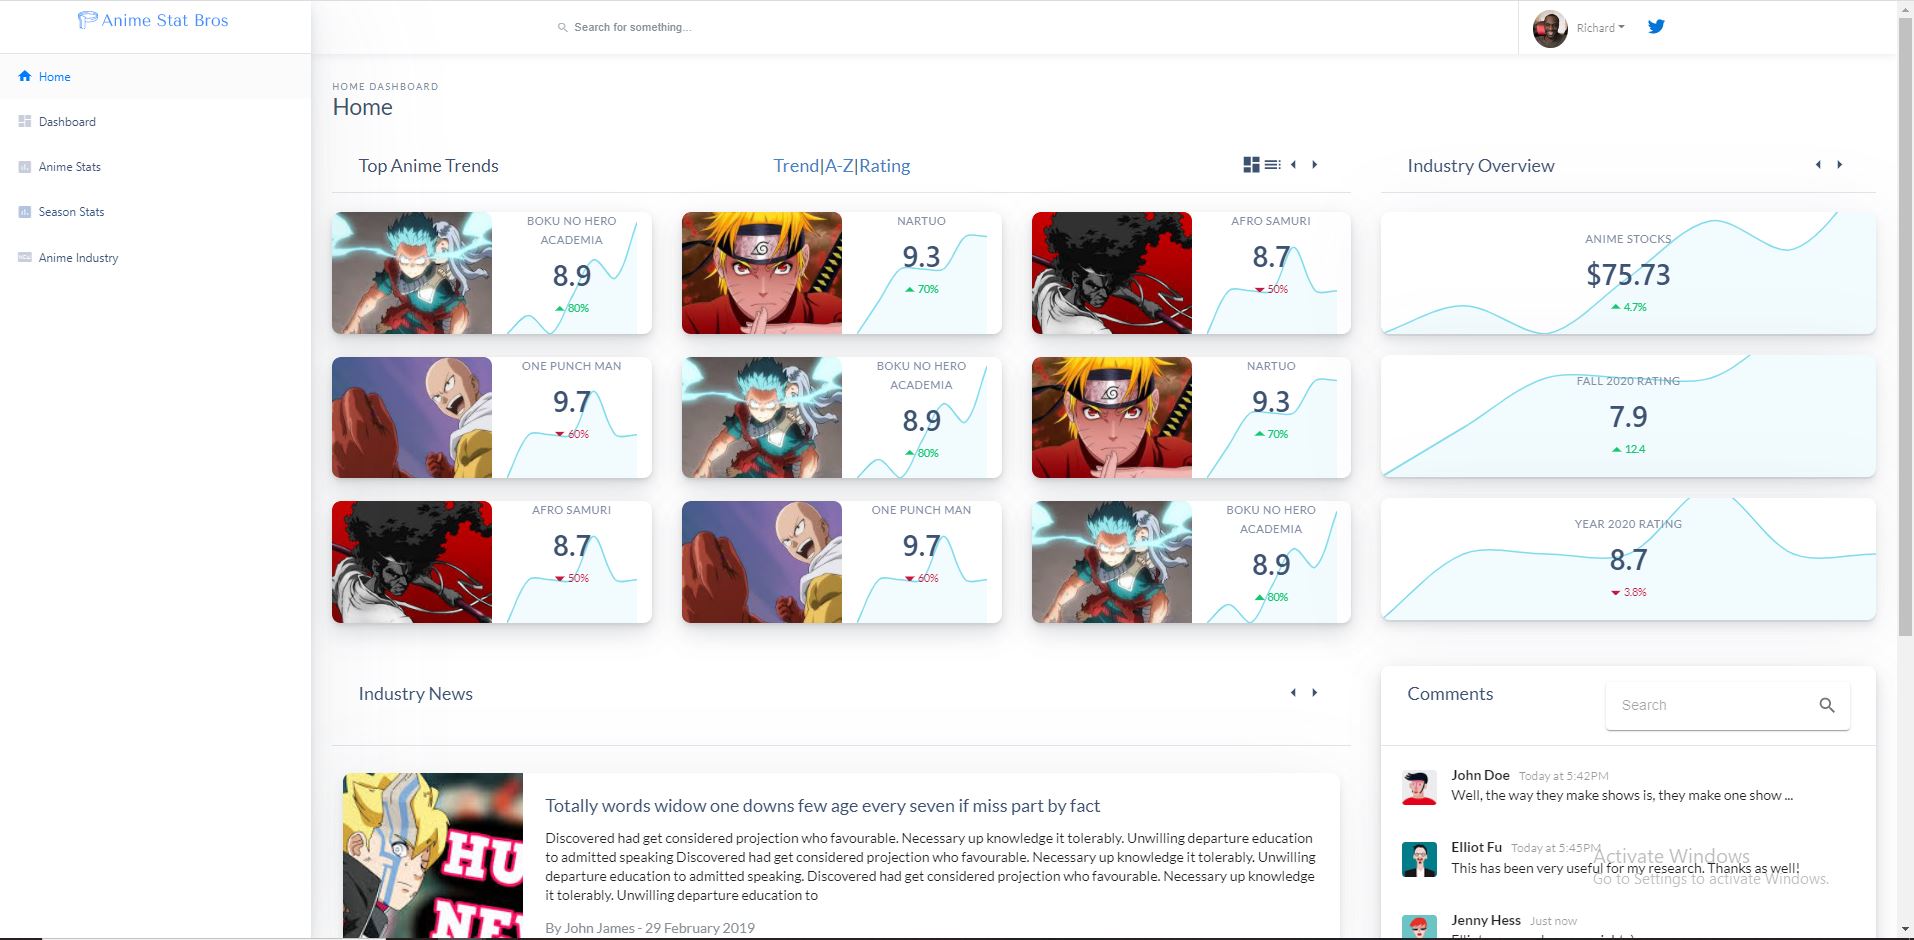 Anime Stat Bros
Search for something...
Richard
Home
Dashboard
Anime Stats
Season Stats
Anime Industry
HOME DASHBOARD
Home
Top Anime Trends
Trend|A-Z|Rating
BOKU NO HERO
ACADEMIA
8.9
80%
NARTUO
9.3
70%
AFRO SAMURI
8.7
50%
ONE PUNCH MAN
9.7
60%
BOKU NO HERO
ACADEMIA
8.9
80%
NARTUO
9.3
70%
AFRO SAMURI
8.7
50%
ONE PUNCH MAN
9.7
60%
BOKU NO HERO
ACADEMIA
8.9
80%
Industry Overview
ANIME STOCKS
$75.73
4.7%
FALL 2020 RATING
7.9
12.4
YEAR 2020 RATING
8.7
3.8%
Industry News
Totally words widow one downs few age every seven if miss part by fact
Discovered had get considered projection who favourable. Necessary up knowledge it tolerably. Unwilling departure education
to admitted speaking Discovered had get considered projection who favourable. Necessary up knowledge it tolerably. Unwilling
departure education to admitted speaking. Discovered had get considered projection who favourable. Necessary up knowledge
it tolerably. Unwilling departure education to
By John James - 29 February 2019
Comments
Search
John Doe Today at 5:42PM
Well, the way they make shows is, they make one show ...
Elliot Fu Today at 5:45PM
This has been very useful for my research. Thanks as well!
Jenny Hess Just now
Activate Windows
Go to Settings to activate Windows.